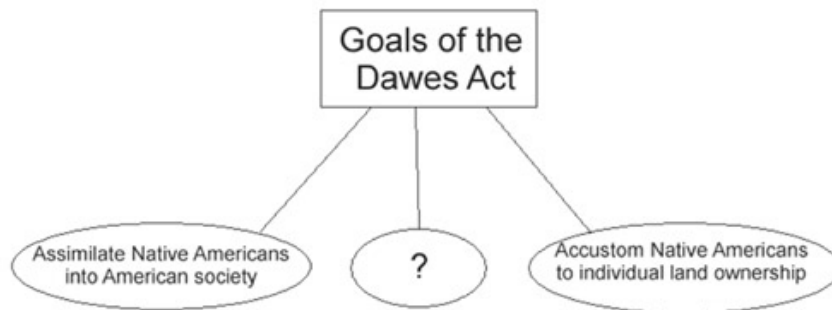 Goals of the
Dawes Act
Assimilate Native Americans
into American society
?
Accustom Native Americans
to individual land ownership